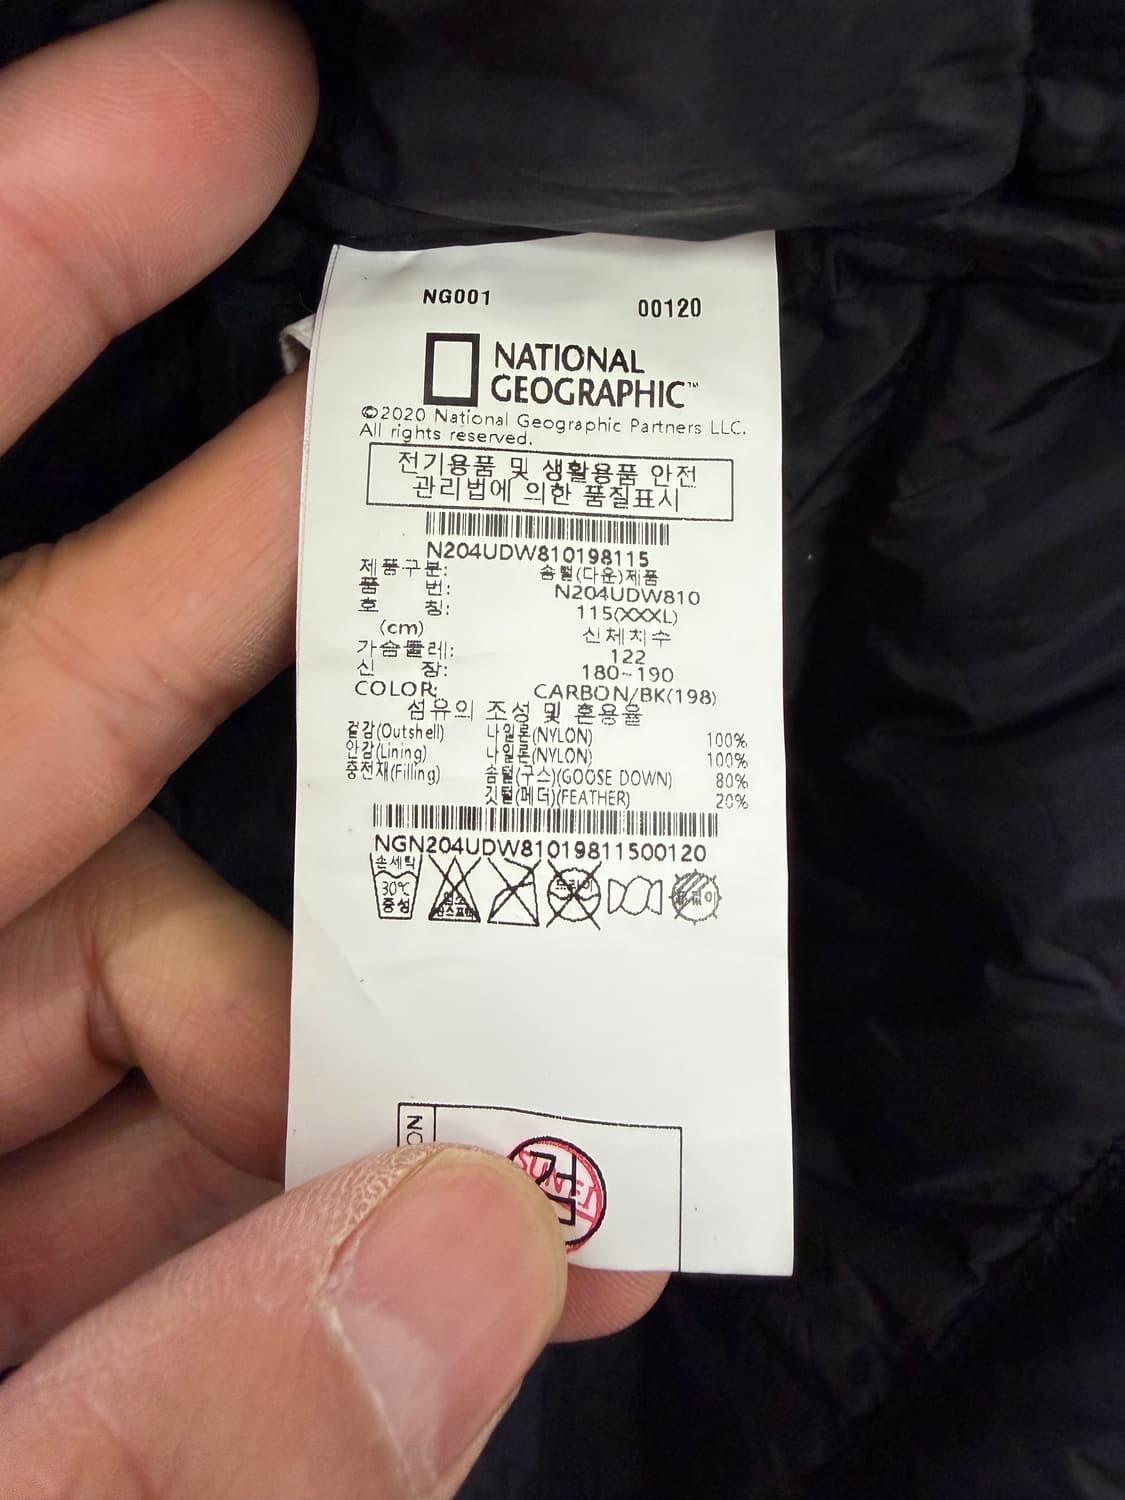 NG001 00120
NATIONAL
GEOGRAPHIC™
©2020 National Geographic Partners LLC.
All rights reserved.
전기용품 및 생활용품 안전
관리법에 의한 품질표시
N204UDW810198115
제품구분: 솜털(다운)제품
품 번: N204UDW810
호 칭: 115(XXXL)
(cm) 신체치수
가슴둘레: 122
신 장: 180~190
COLOR: CARBON/BK(198)
섬유의 조성 및 혼용율
겉감(Outshell) 나일론(NYLON) 100%
안감(Lining) 나일론(NYLON) 100%
충전재(Filling) 솜털(구스)(GOOSE DOWN) 80%
깃털(페더)(FEATHER) 20%
NGN204UDW81019811500120
손세탁
30℃
중성
드라이
검